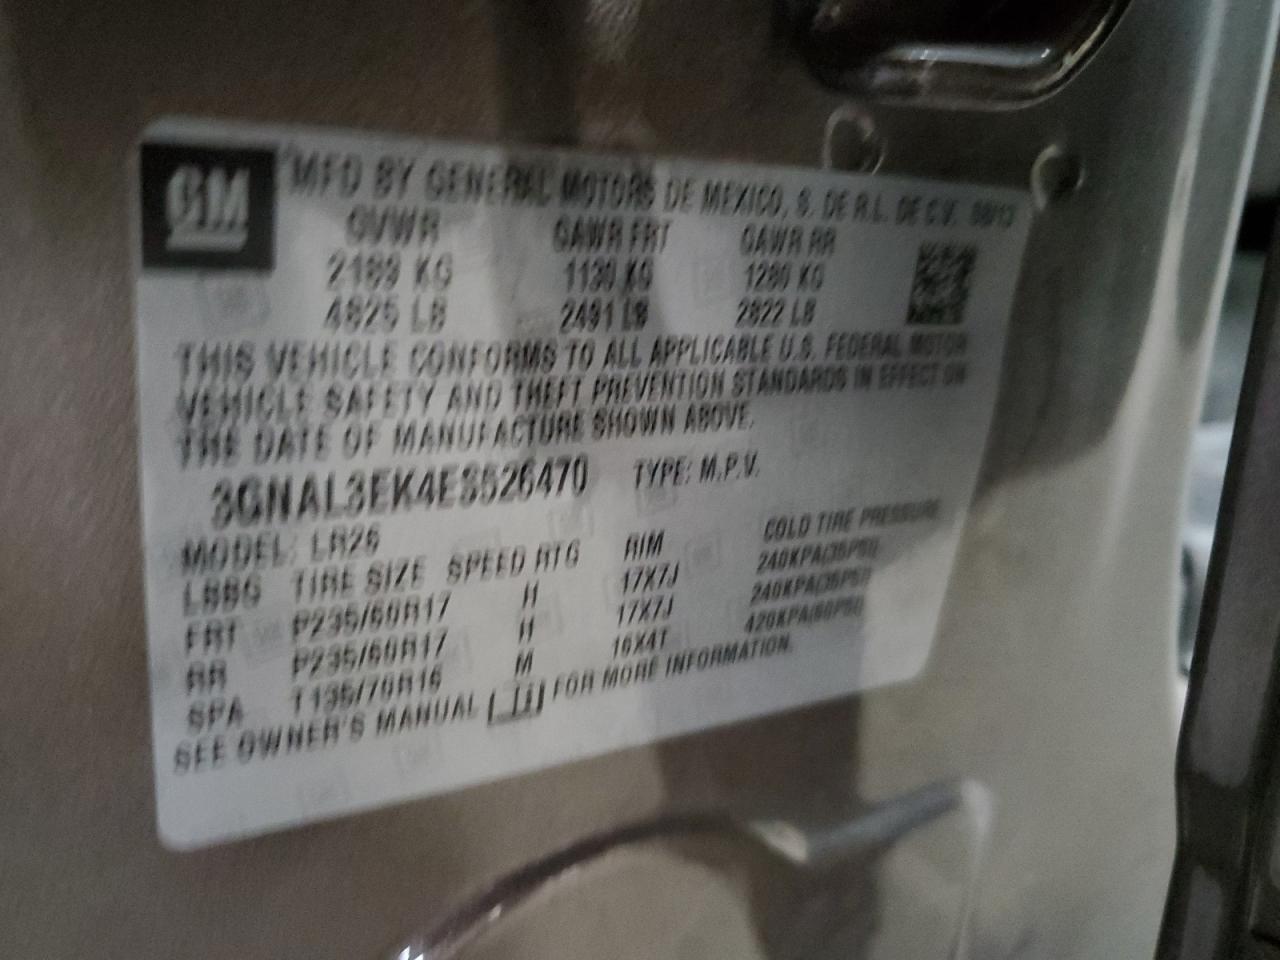 GM
MFD BY GENERAL MOTORS DE MEXICO, S. DE R.L. DE C.V.
GVWR GAWR FRT GAWR RR
2189 KG 1130 KG 1280 KG
4825 LB 2491 LB 2822 LB
THIS VEHICLE CONFORMS TO ALL APPLICABLE U.S. FEDERAL MOTOR
VEHICLE SAFETY AND THEFT PREVENTION STANDARDS IN EFFECT ON
THE DATE OF MANUFACTURE SHOWN ABOVE.
3GNAL3EK4ES526470 TYPE: M.P.V.
MODEL: LR26
TIRE SIZE SPEED RTG RIM COLD TIRE PRESSURE
FRT P235/60R17 H 17X7J 240KPA(35PSI)
RR P235/60R17 H 17X7J 240KPA(35PSI)
SPA T135/70R16 M 16X4T 420KPA(60PSI)
SEE OWNER'S MANUAL FOR MORE INFORMATION.